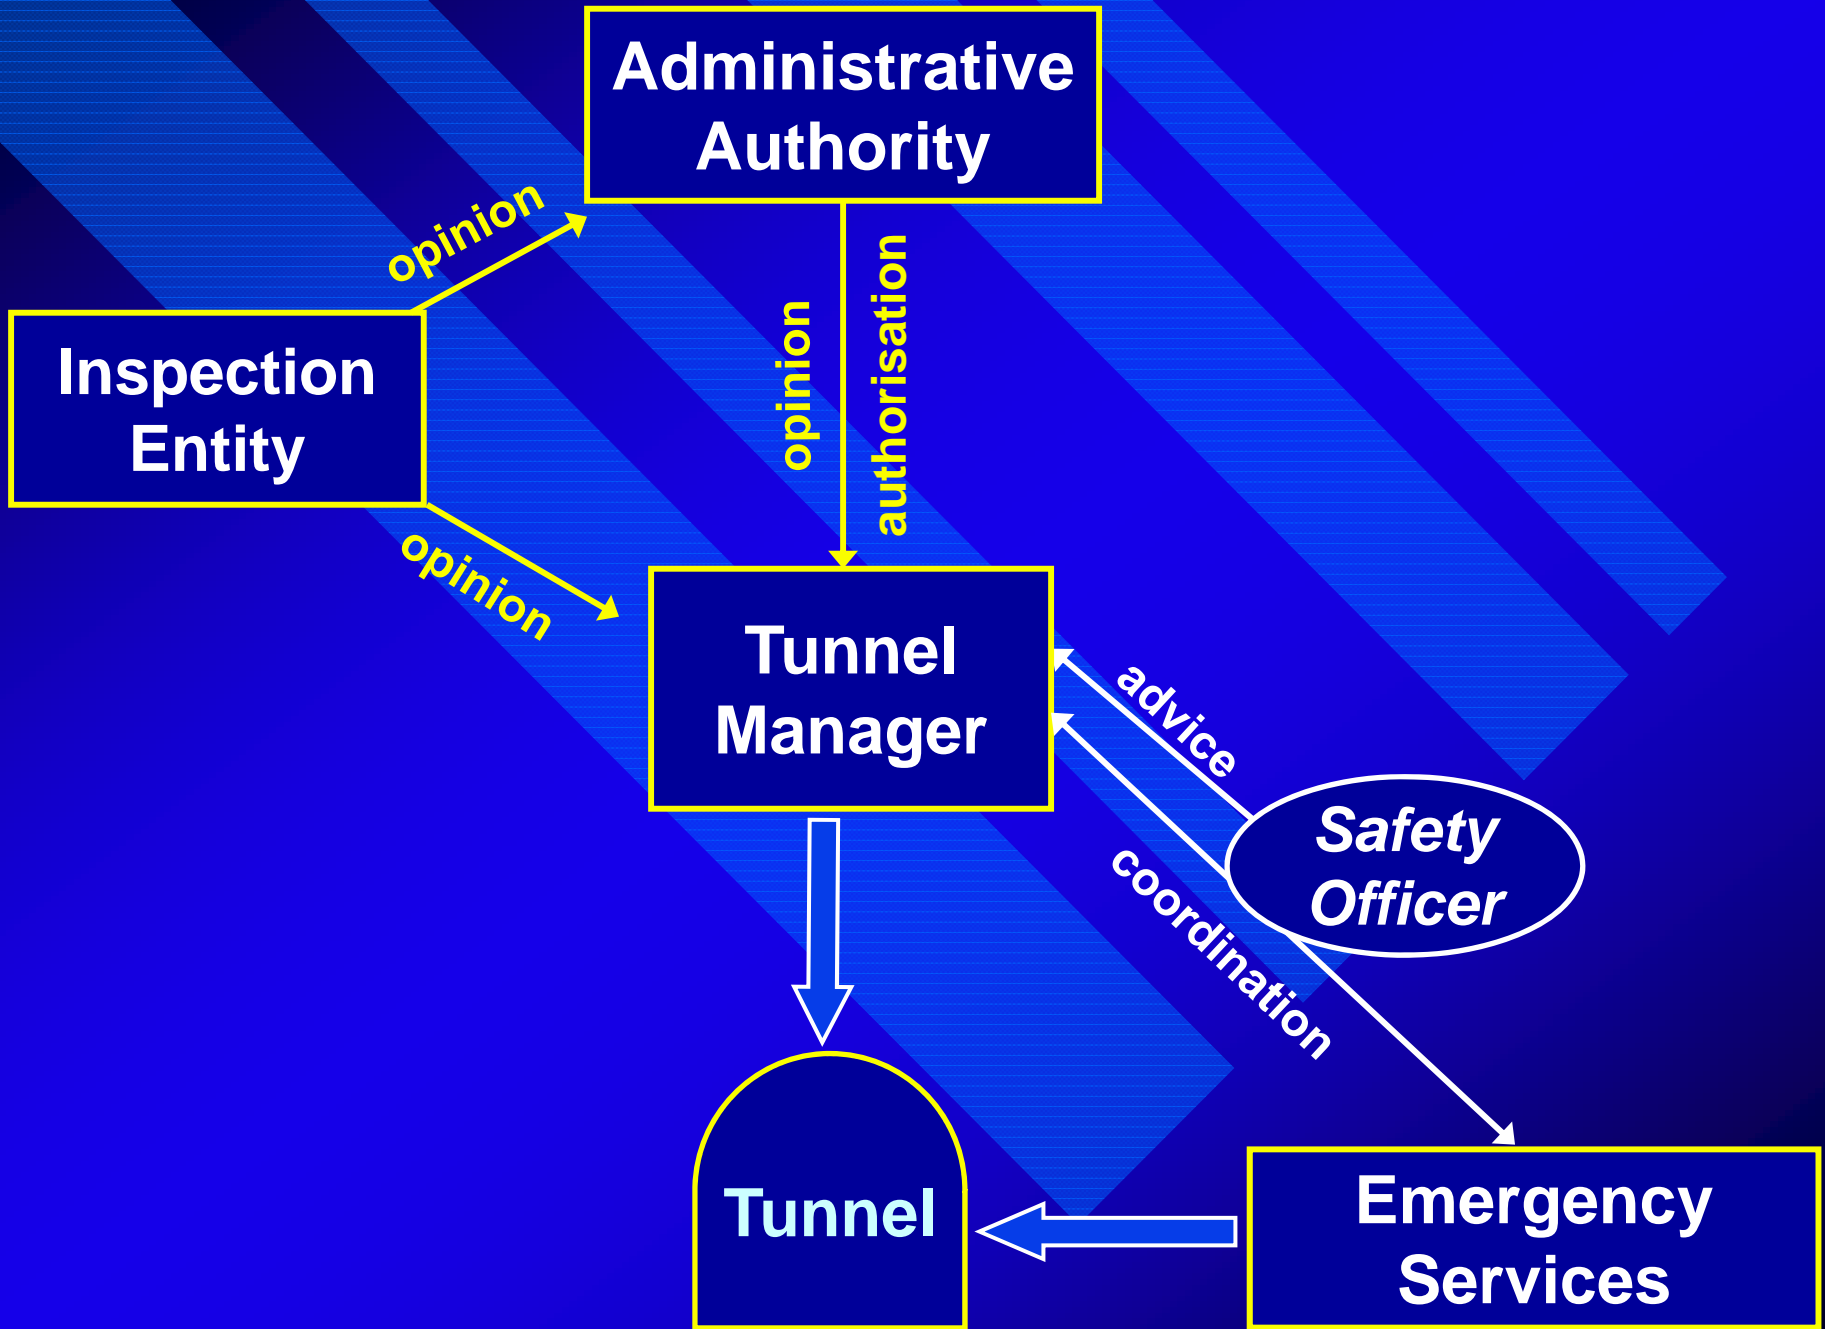 Administrative
Authority
opinion
Inspection
Entity
opinion
authorisation
opinion
Tunnel
Manager
advice
Safety
Officer
coordination
Tunnel
Emergency
Services